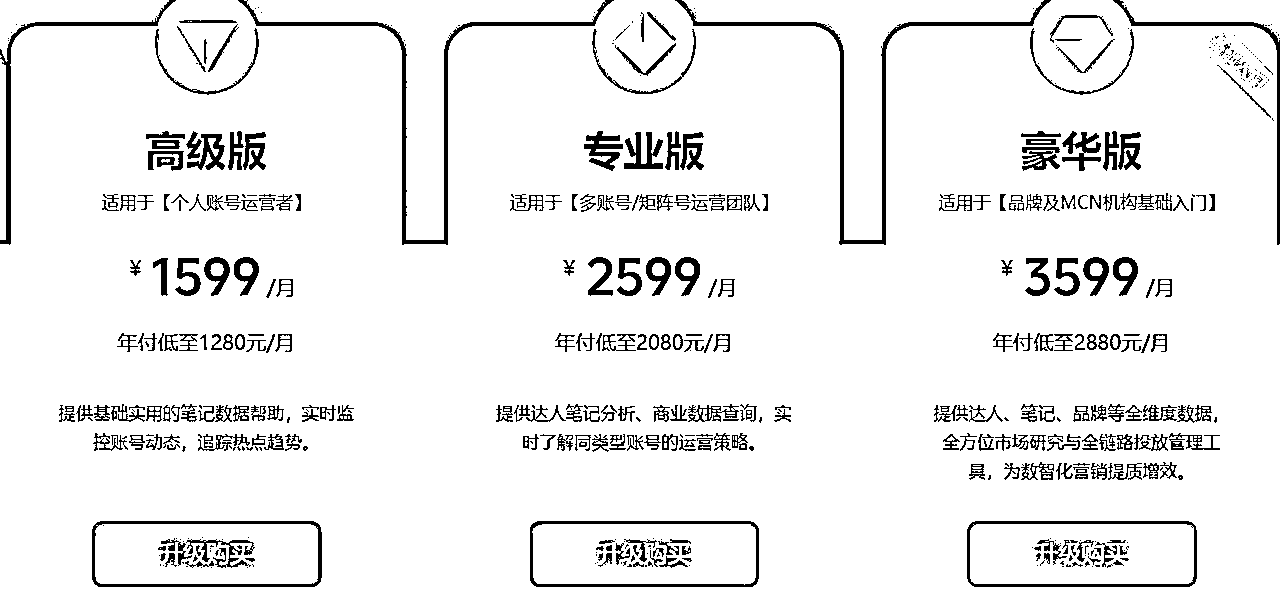 高级版
适用于【个人账号运营者】
¥ 1599 /月
年付低至1280元/月
提供基础实用的笔记数据帮助，实时监
控账号动态，追踪热点趋势。
升级购买
专业版
适用于【多账号/矩阵号运营团队】
¥ 2599 /月
年付低至2080元/月
提供达人笔记分析、商业数据查询，实
时了解同类型账号的运营策略。
升级购买
豪华版
适用于【品牌及MCN机构基础入门】
¥ 3599 /月
年付低至2880元/月
提供达人、笔记、品牌等全维度数据，
全方位市场研究与全链路投放管理工
具，为数智化营销提质增效。
升级购买